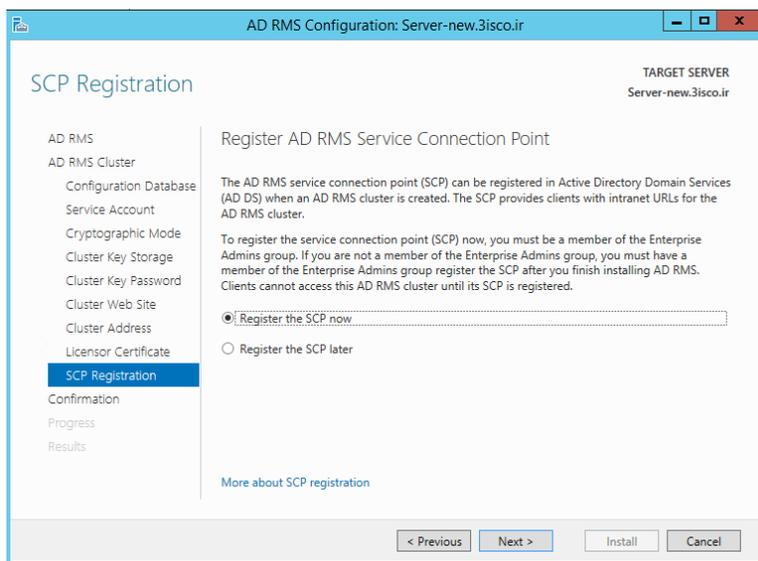 AD RMS Configuration: Server-new.3isco.ir
SCP Registration
TARGET SERVER
Server-new.3isco.ir
AD RMS
AD RMS Cluster
Configuration Database
Service Account
Cryptographic Mode
Cluster Key Storage
Cluster Key Password
Cluster Web Site
Cluster Address
Licensor Certificate
SCP Registration
Confirmation
Progress
Results
Register AD RMS Service Connection Point
The AD RMS service connection point (SCP) can be registered in Active Directory Domain Services
(AD DS) when an AD RMS cluster is created. The SCP provides clients with intranet URLs for the
AD RMS cluster.
To register the service connection point (SCP) now, you must be a member of the Enterprise
Admins group. If you are not a member of the Enterprise Admins group, you must have a
member of the Enterprise Admins group register the SCP after you finish installing AD RMS.
Clients cannot access this AD RMS cluster until its SCP is registered.
Register the SCP now
Register the SCP later
More about SCP registration
< Previous
Next >
Install
Cancel